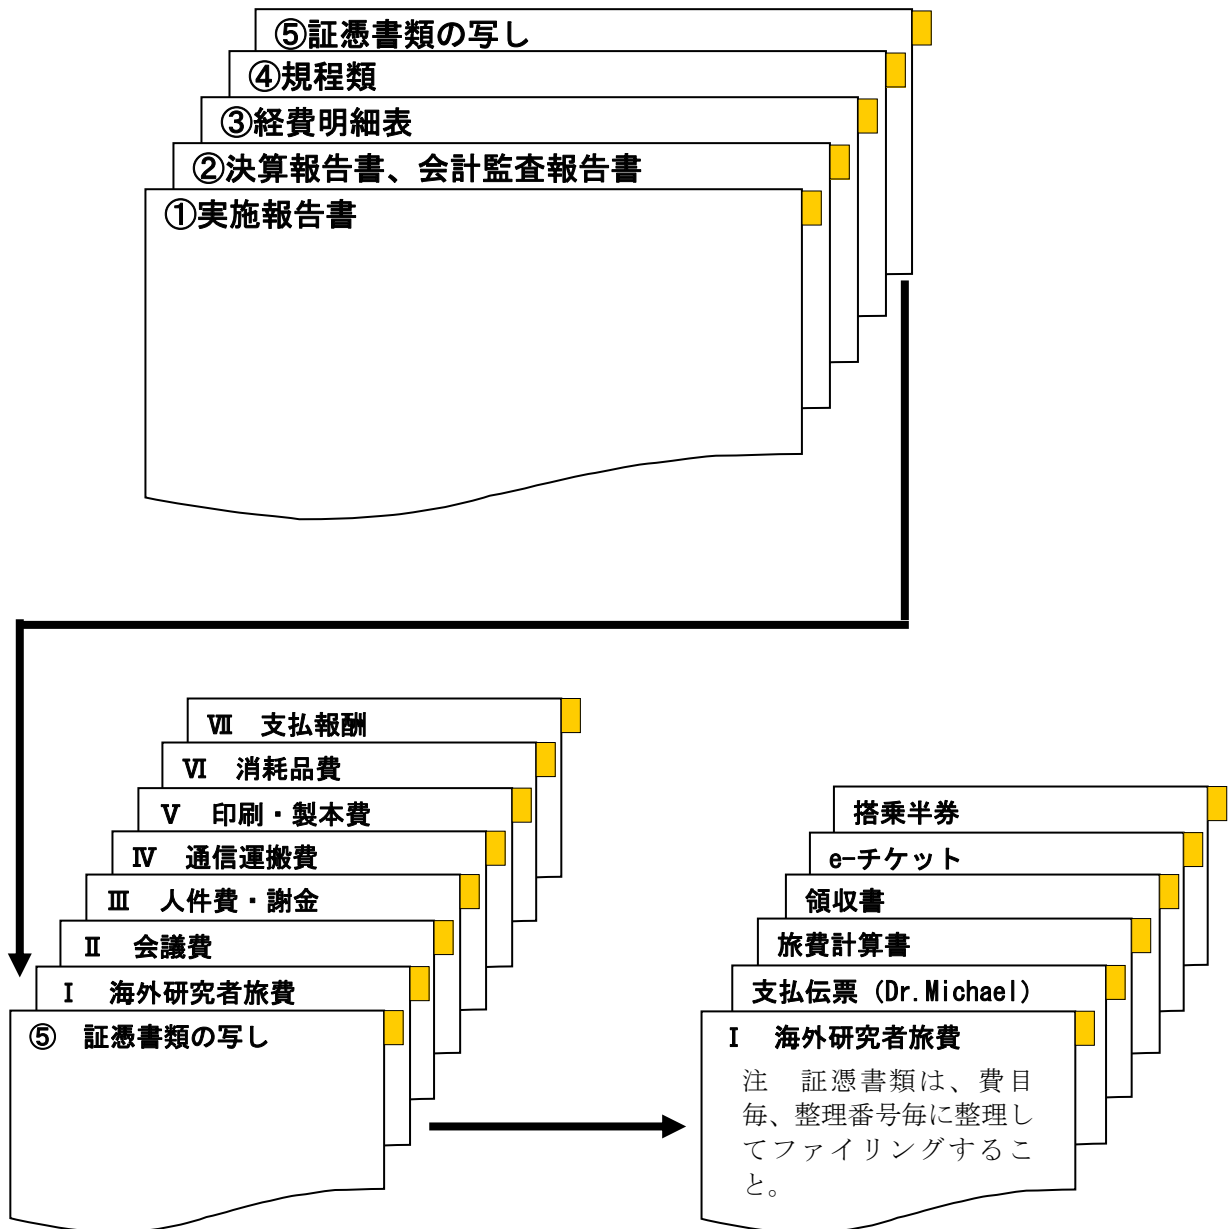 ⑤証憑書類の写し
④規程類
③経費明細表
②決算報告書、会計監査報告書
①実施報告書
Ⅶ　支払報酬
Ⅵ　消耗品費
Ⅴ　印刷・製本費
Ⅳ　通信運搬費
Ⅲ　人件費・謝金
Ⅱ　会議費
Ⅰ　海外研究者旅費
⑤　証憑書類の写し
搭乗半券
e-チケット
領収書
旅費計算書
支払伝票（Dr.Michael）
Ⅰ　海外研究者旅費
注　証憑書類は、費目
毎、整理番号毎に整理し
てファイリングするこ
と。